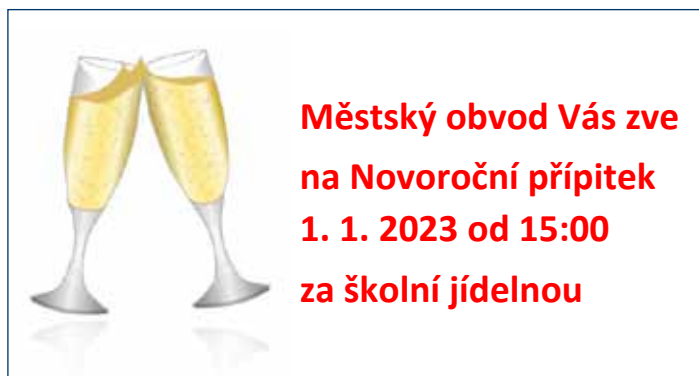 Městský obvod Vás zve
na Novoroční přípitek
1. 1. 2023 od 15:00
za školní jídelnou